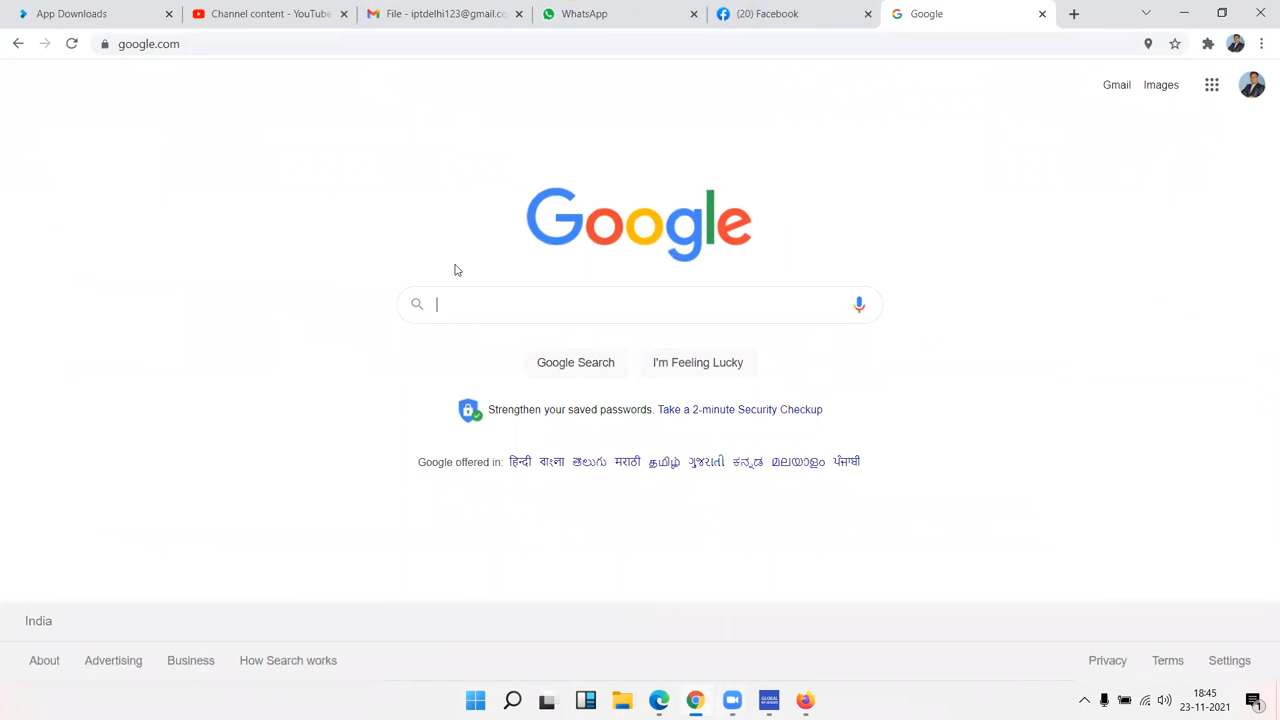 App Downloads
Channel content - YouTube
File - iptdelhi123@gmail.co
WhatsApp
(20) Facebook
Google
google.com
Gmail Images
Google
Google Search I'm Feeling Lucky
Strengthen your saved passwords. Take a 2-minute Security Checkup
Google offered in: हिन्दी বাংলা తెలుగు मराठी தமிழ் ગુજરાતી ಕನ್ನಡ മലയാളം ਪੰਜਾਬੀ
India
About Advertising Business How Search works
Privacy Terms Settings
GLOBAL
18:45
23-11-2021
1